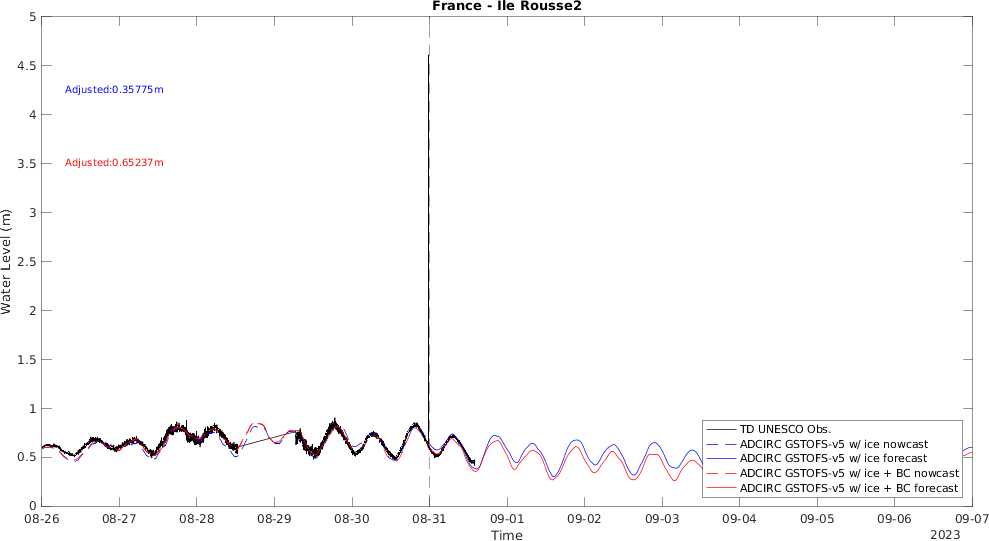 France - Ile Rousse2
5
4.5
4
3.5
3
2.5
2
1.5
1
0.5
0
Water Level (m)
Adjusted:0.35775m
Adjusted:0.65237m
TD UNESCO Obs.
ADCIRC GSTOFS-v5 w/ ice nowcast
ADCIRC GSTOFS-v5 w/ ice forecast
ADCIRC GSTOFS-v5 w/ ice + BC nowcast
ADCIRC GSTOFS-v5 w/ ice + BC forecast
08-26 08-27 08-28 08-29 08-30 08-31 09-01 09-02 09-03 09-04 09-05 09-06 09-07
Time
2023